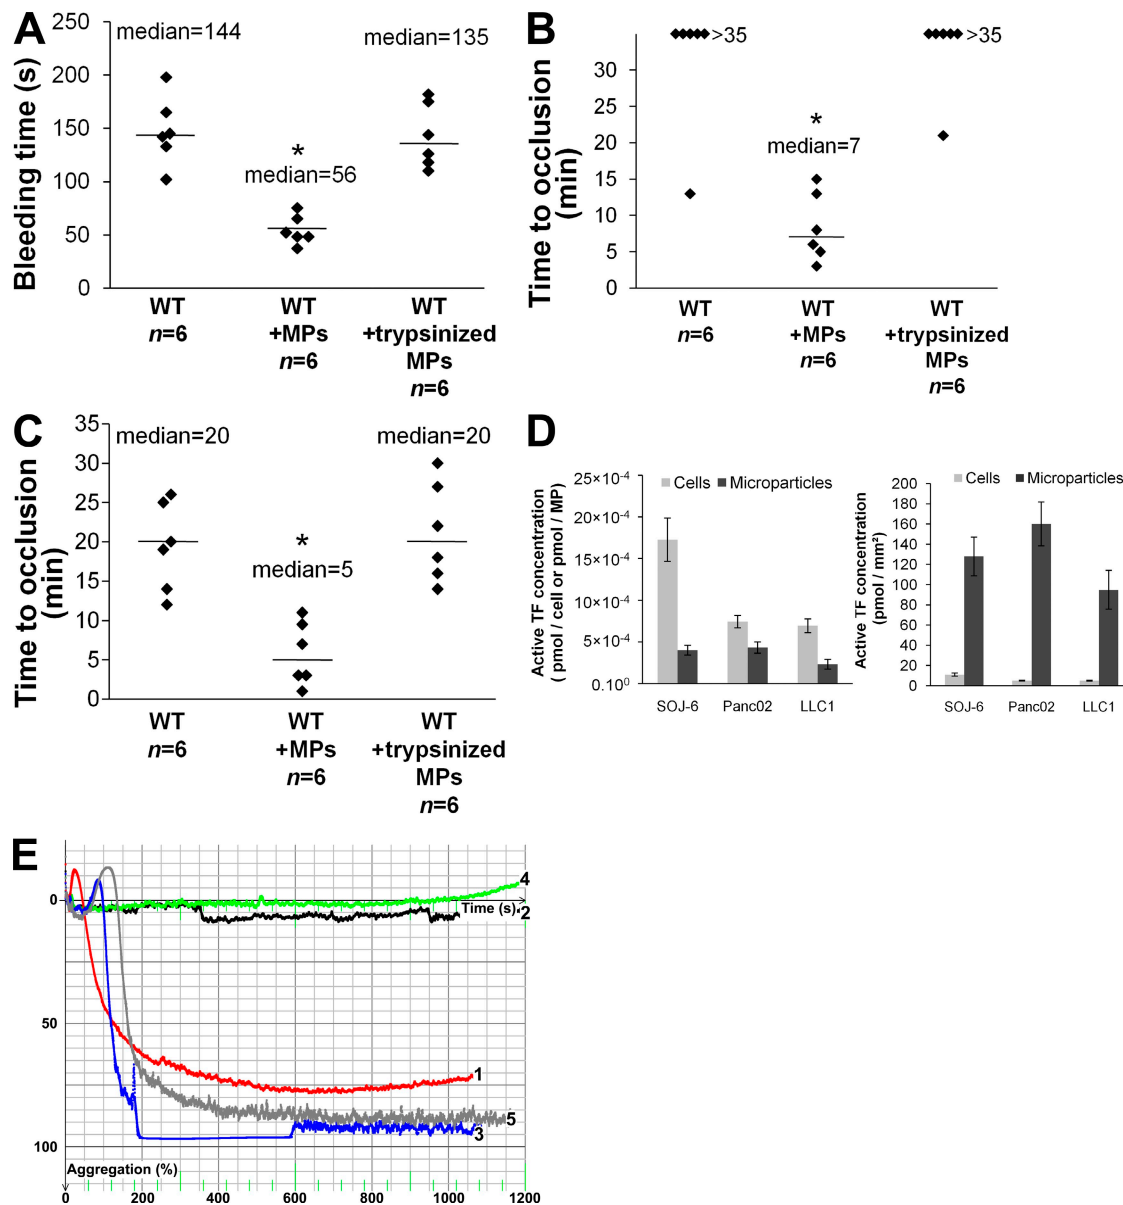 A
Bleeding time (s)
250
200
150
100
50
0
median=144
*
median=56
median=135
WT
n=6
WT
+MPs
n=6
WT
+trypsinized
MPs
n=6
B
Time to occlusion
(min)
30
25
20
15
10
5
0
>35
*
median=7
>35
WT
n=6
WT
+MPs
n=6
WT
+trypsinized
MPs
n=6
C
Time to occlusion
(min)
35
30
25
20
15
10
5
0
median=20
*
median=5
median=20
WT
n=6
WT
+MPs
n=6
WT
+trypsinized
MPs
n=6
D
Active TF concentration
( pmol / cell or pmol / MP)
25×10⁻⁴
20×10⁻⁴
15×10⁻⁴
10×10⁻⁴
5×10⁻⁴
0.10⁰
Cells Microparticles
SOJ-6 Panc02 LLC1
Active TF concentration
(pmol / mm²)
200
180
160
140
120
100
80
60
40
20
0
Cells Microparticles
SOJ-6 Panc02 LLC1
E
0
50
100
4
Time (s)
2
1
5
3
Aggregation (%)
0 200 400 600 800 1000 1200